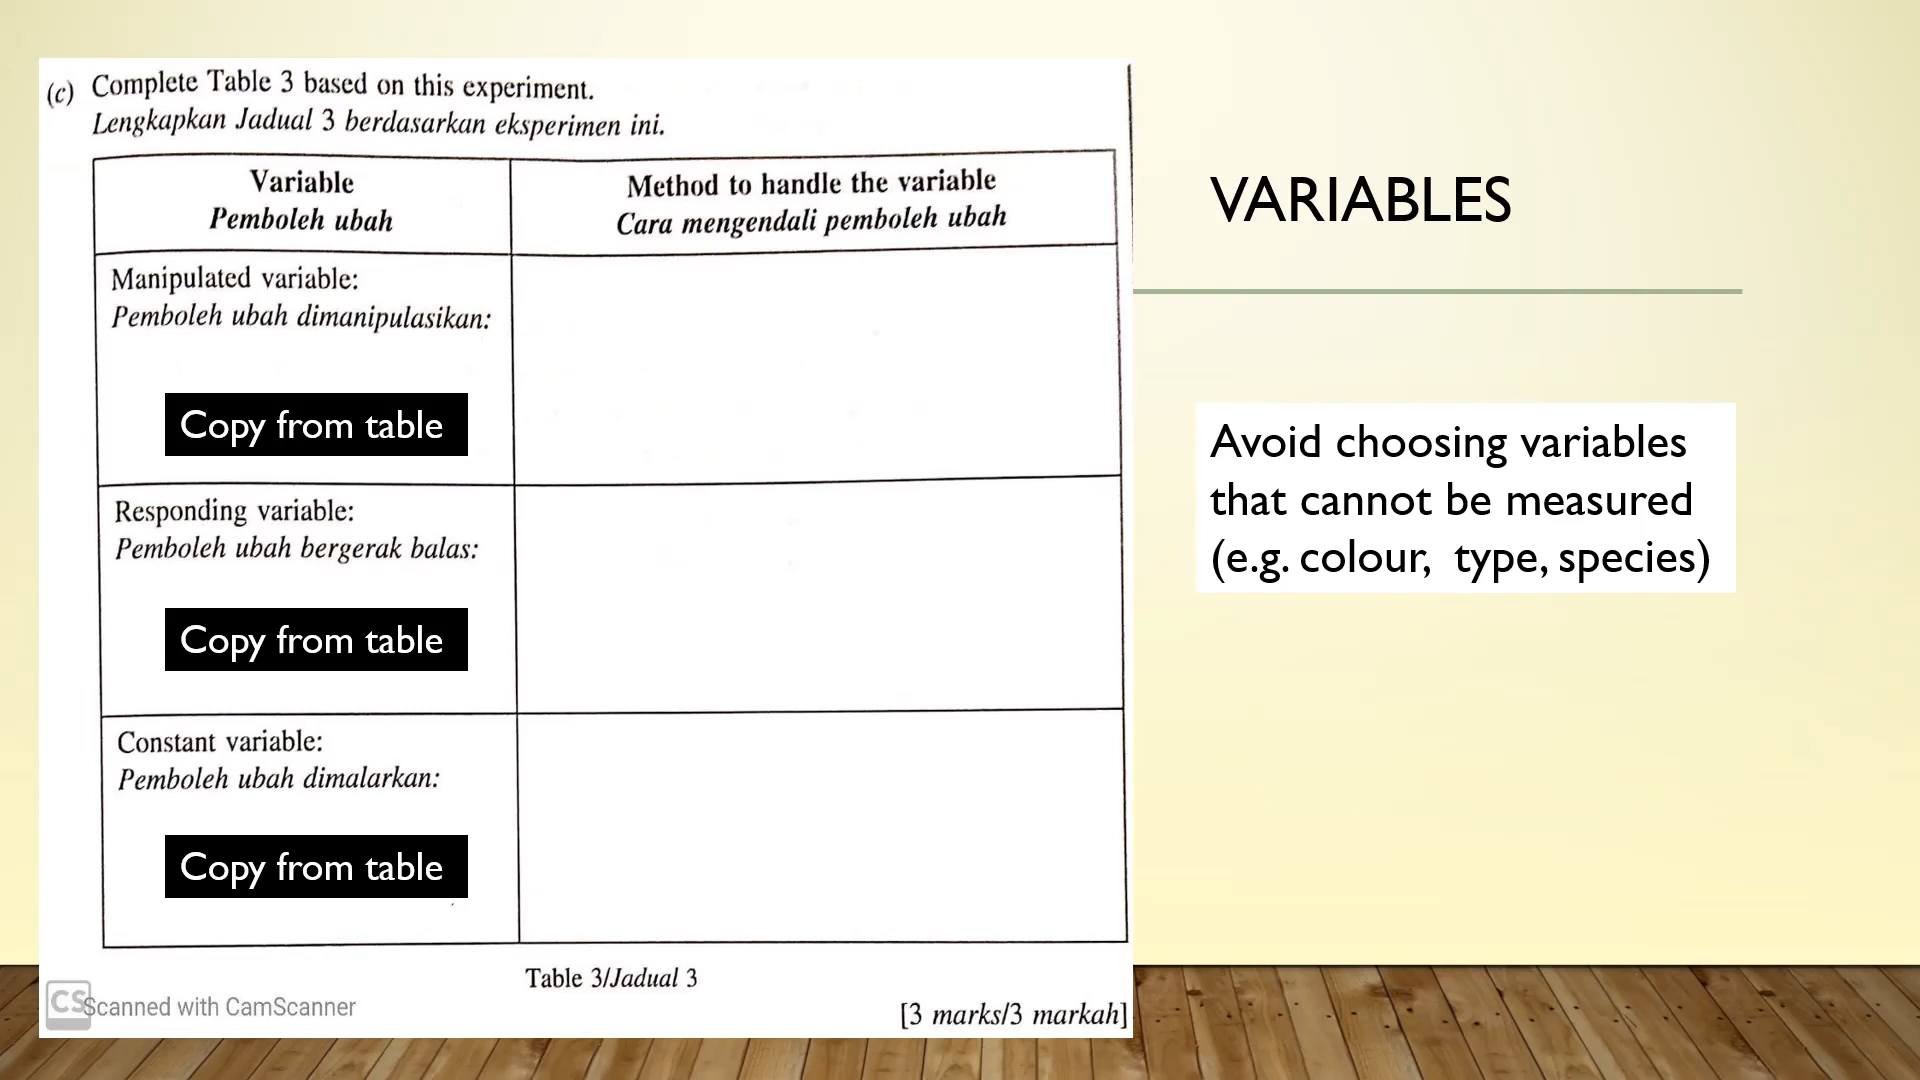 (c) Complete Table 3 based on this experiment.
Lengkapkan Jadual 3 berdasarkan eksperimen ini.
Variable
Pemboleh ubah
Method to handle the variable
Cara mengendali pemboleh ubah
Manipulated variable:
Pemboleh ubah dimanipulasikan:
Copy from table
Responding variable:
Pemboleh ubah bergerak balas:
Copy from table
Constant variable:
Pemboleh ubah dimalarkan:
Copy from table
Table 3/Jadual 3
[3 marks/3 markah]
CS Scanned with CamScanner
VARIABLES
Avoid choosing variables
that cannot be measured
(e.g. colour, type, species)